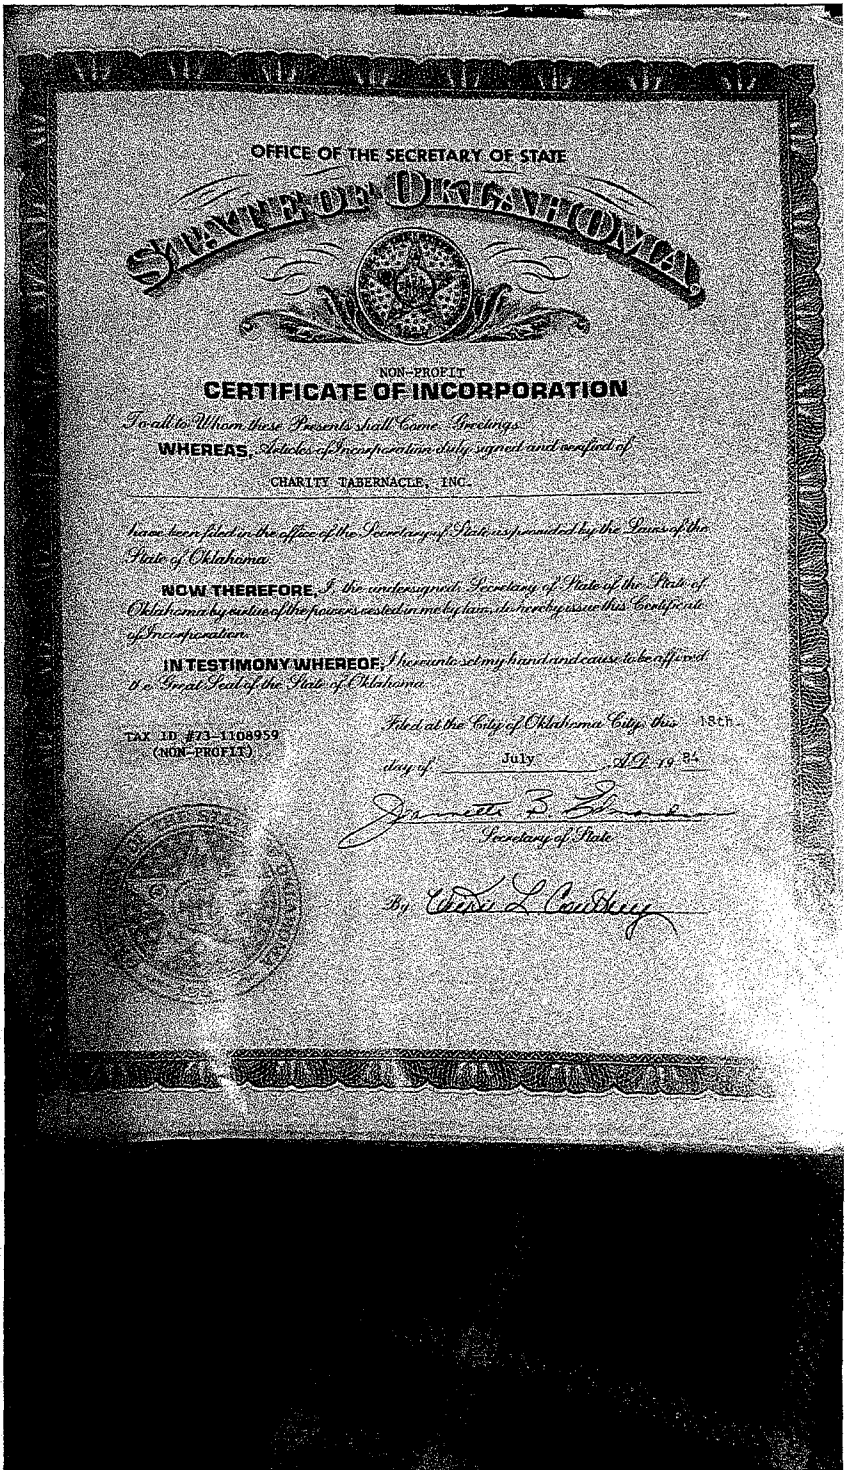 OFFICE OF THE SECRETARY OF STATE
STATE OF OKLAHOMA
NON-PROFIT
CERTIFICATE OF INCORPORATION
To all to Whom these Presents shall Come, Greetings:
WHEREAS, Articles of Incorporation duly signed and verified of
CHARITY TABERNACLE, INC.
have been filed in the office of the Secretary of State as provided by the Laws of the
State of Oklahoma.
NOW THEREFORE, I, the undersigned, Secretary of State of the State of
Oklahoma by virtue of the powers vested in me by law, do hereby issue this Certificate
of Incorporation.
IN TESTIMONY WHEREOF, I hereunto set my hand and cause to be affixed
the Great Seal of the State of Oklahoma.
Filed at the City of Oklahoma City this 18th.
TAX ID #73-1108959
(NON-PROFIT)
day of July, A.D. 19 84
Jeannette B. Edmondson
Secretary of State
By: